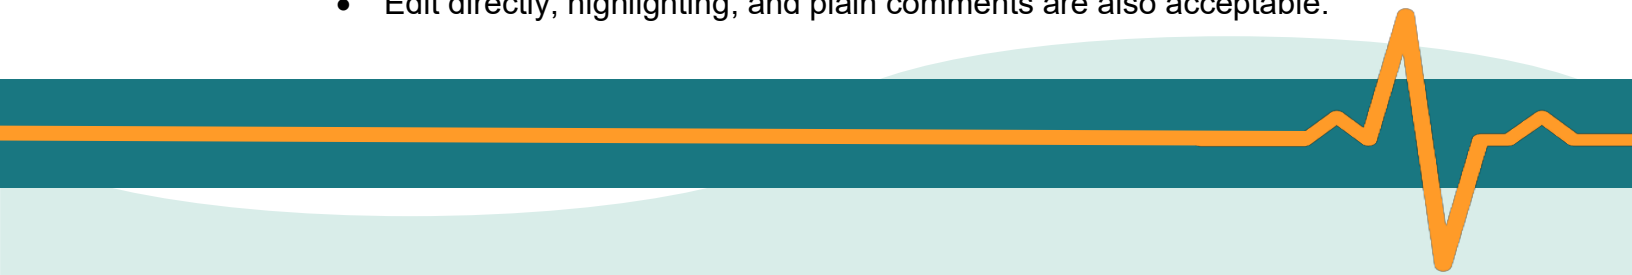 • Edit directly, highlighting, and plain comments are also acceptable.